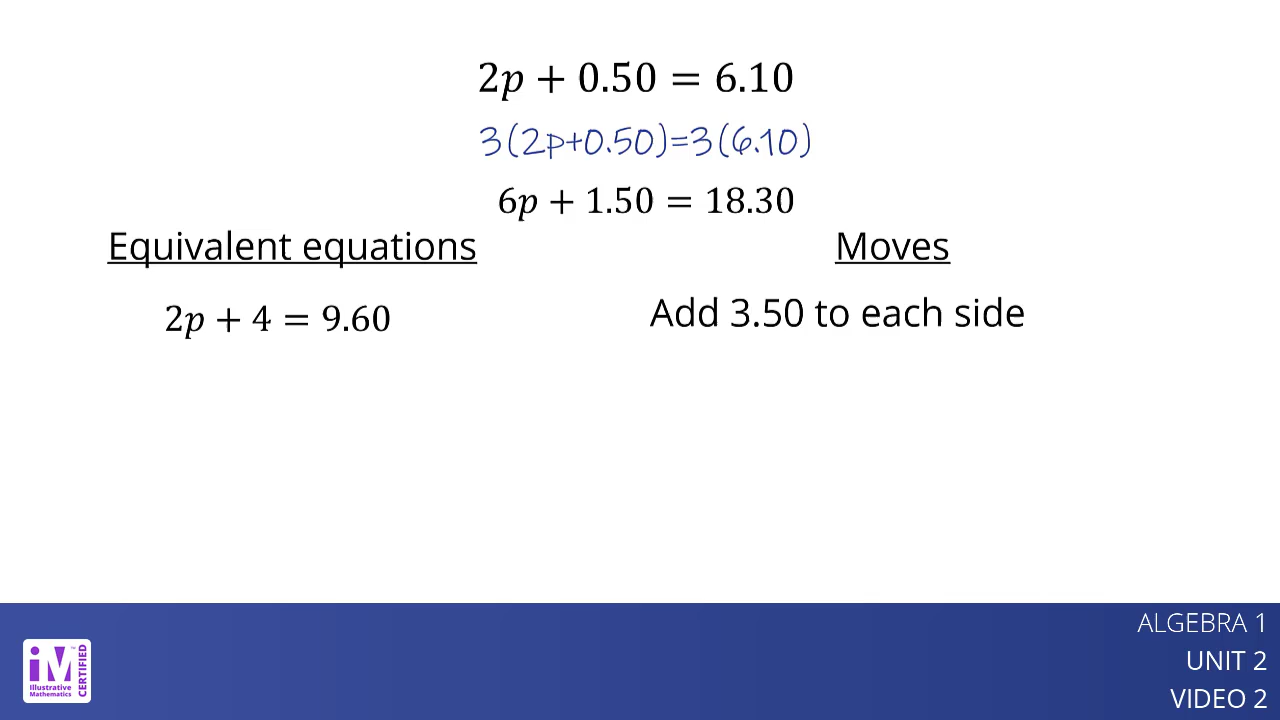 2p + 0.50 = 6.10
3(2p+0.50)=3(6.10)
6p + 1.50 = 18.30
Equivalent equations
Moves
2p + 4 = 9.60
Add 3.50 to each side
ALGEBRA 1
UNIT 2
VIDEO 2
iM™
Illustrative
Mathematics
CERTIFIED